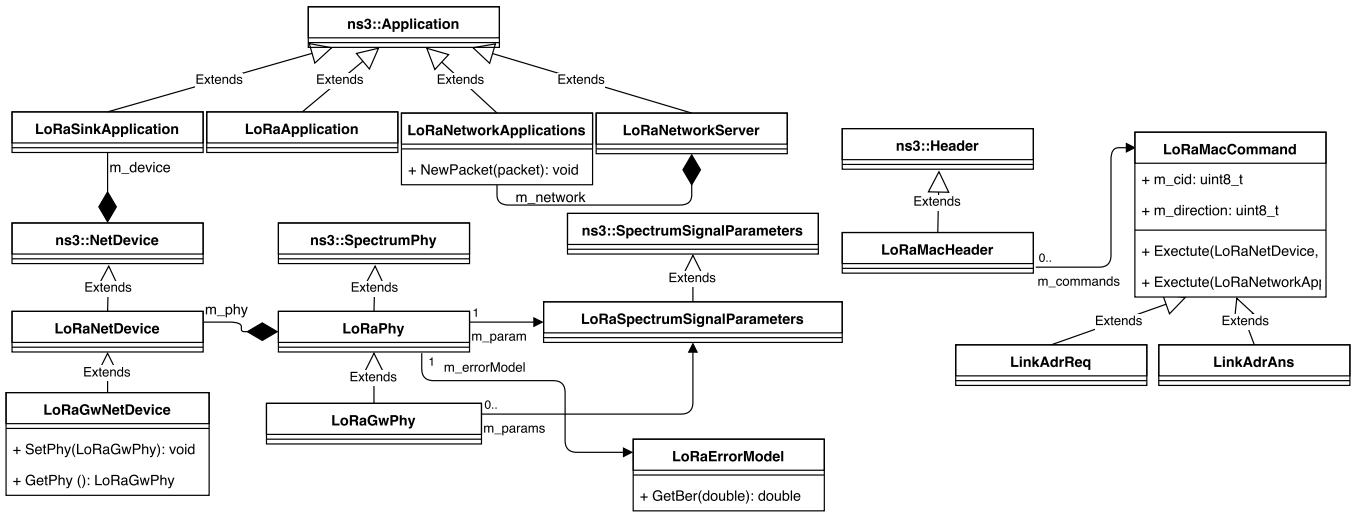 ns3::Application
Extends
Extends
Extends
Extends
LoRaSinkApplication
LoRaApplication
LoRaNetworkApplications
+ NewPacket(packet): void
LoRaNetworkServer
m_device
m_network
ns3::NetDevice
ns3::SpectrumPhy
ns3::SpectrumSignalParameters
Extends
Extends
Extends
LoRaNetDevice
m_phy
LoRaPhy
1
m_param
LoRaSpectrumSignalParameters
Extends
Extends
1
m_errorModel
LoRaGwNetDevice
+ SetPhy(LoRaGwPhy): void
+ GetPhy (): LoRaGwPhy
LoRaGwPhy
0..
m_params
LoRaErrorModel
+ GetBer(double): double
ns3::Header
Extends
LoRaMacHeader
0..
m_commands
LoRaMacCommand
+ m_cid: uint8_t
+ m_direction: uint8_t
+ Exectute(LoRaNetDevice,
+ Exectute(LoRaNetworkApp
Extends
Extends
LinkAdrReq
LinkAdrAns